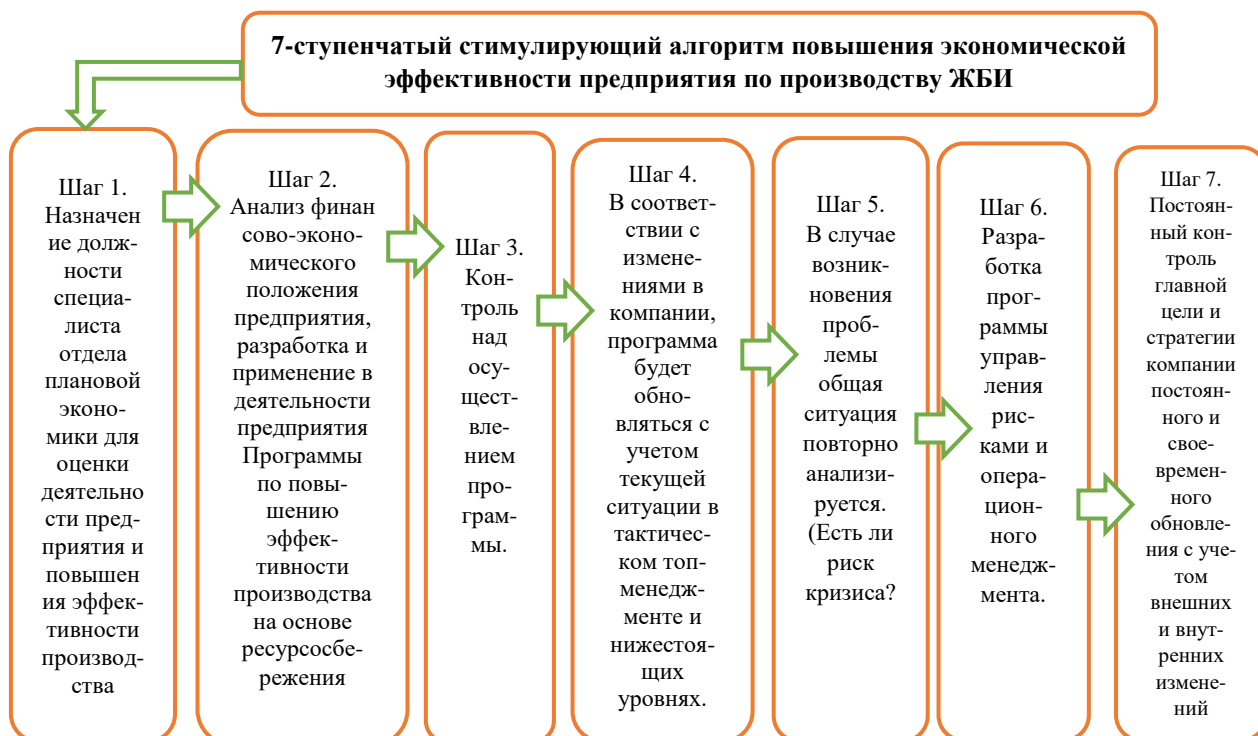 7-ступенчатый стимулирующий алгоритм повышения экономической
эффективности предприятия по производству ЖБИ
Шаг 1.
Назначен
ие долж-
ности
специа-
листа
отдела
плановой
эконо-
мики для
оценки
деятельно
сти пред-
приятия и
повышен
ия эффек-
тивности
производ-
ства
Шаг 2.
Анализ финан
сово-эконо-
мического
положения
предприятия,
разработка и
применение в
деятельности
предприятия
Программы
по повы-
шению
эффек-
тивности
производства
на основе
ресурсосбе-
режения
Шаг 3.
Кон-
троль
над
осу-
щест-
вле-
нием
про-
грам-
мы.
Шаг 4.
В соответ-
ствии с
измене-
ниями в
компании,
программа
будет
обно-
вляться с
учетом
текущей
ситуации в
тактичес-
ком топ-
менедж-
менте и
нижестоя-
щих
уровнях.
Шаг 5.
В случае
возник-
новения
проб-
лемы
общая
ситуация
повторно
анализи-
руется.
(Есть ли
риск
кризиса?
Шаг 6.
Разра-
ботка
прог-
раммы
управ-
ления
рис-
ками и
опера-
цион-
ного
менедж-
мента.
Шаг 7.
Постоян-
ный кон-
троль
главной
цели и
стратегии
компании
постоян-
ного и
свое-
времен-
ного
обновле-
ния с уче-
том
внешних
и внут-
ренних
измене-
ний